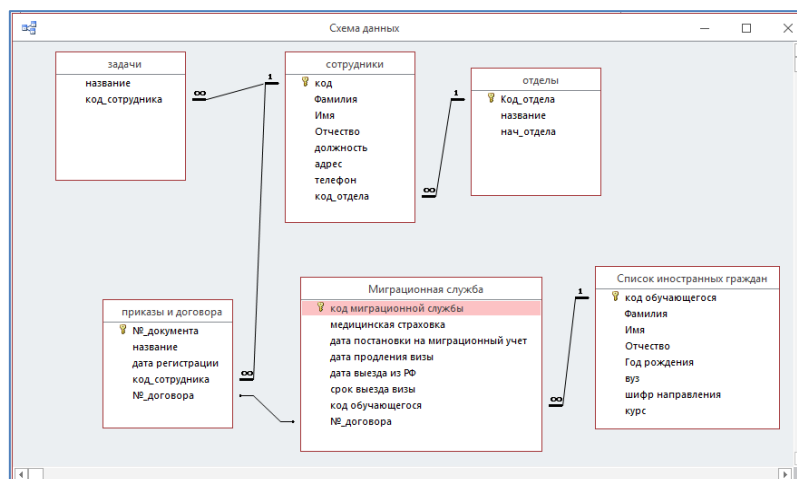 Схема данных
задачи
название
код_сотрудника
сотрудники
код
Фамилия
Имя
Отчество
должность
адрес
телефон
код_отдела
отделы
Код_отдела
название
нач_отдела
приказы и договора
№_документа
название
дата регистрации
код_сотрудника
№_договора
Миграционная служба
код миграционной службы
медицинская страховка
дата постановки на миграционный учет
дата продления визы
дата выезда из РФ
срок выезда визы
код обучающегося
№_договора
Список иностранных граждан
код обучающегося
Фамилия
Имя
Отчество
Год рождения
вуз
шифр направления
курс
∞
1
1
∞
∞
1
∞